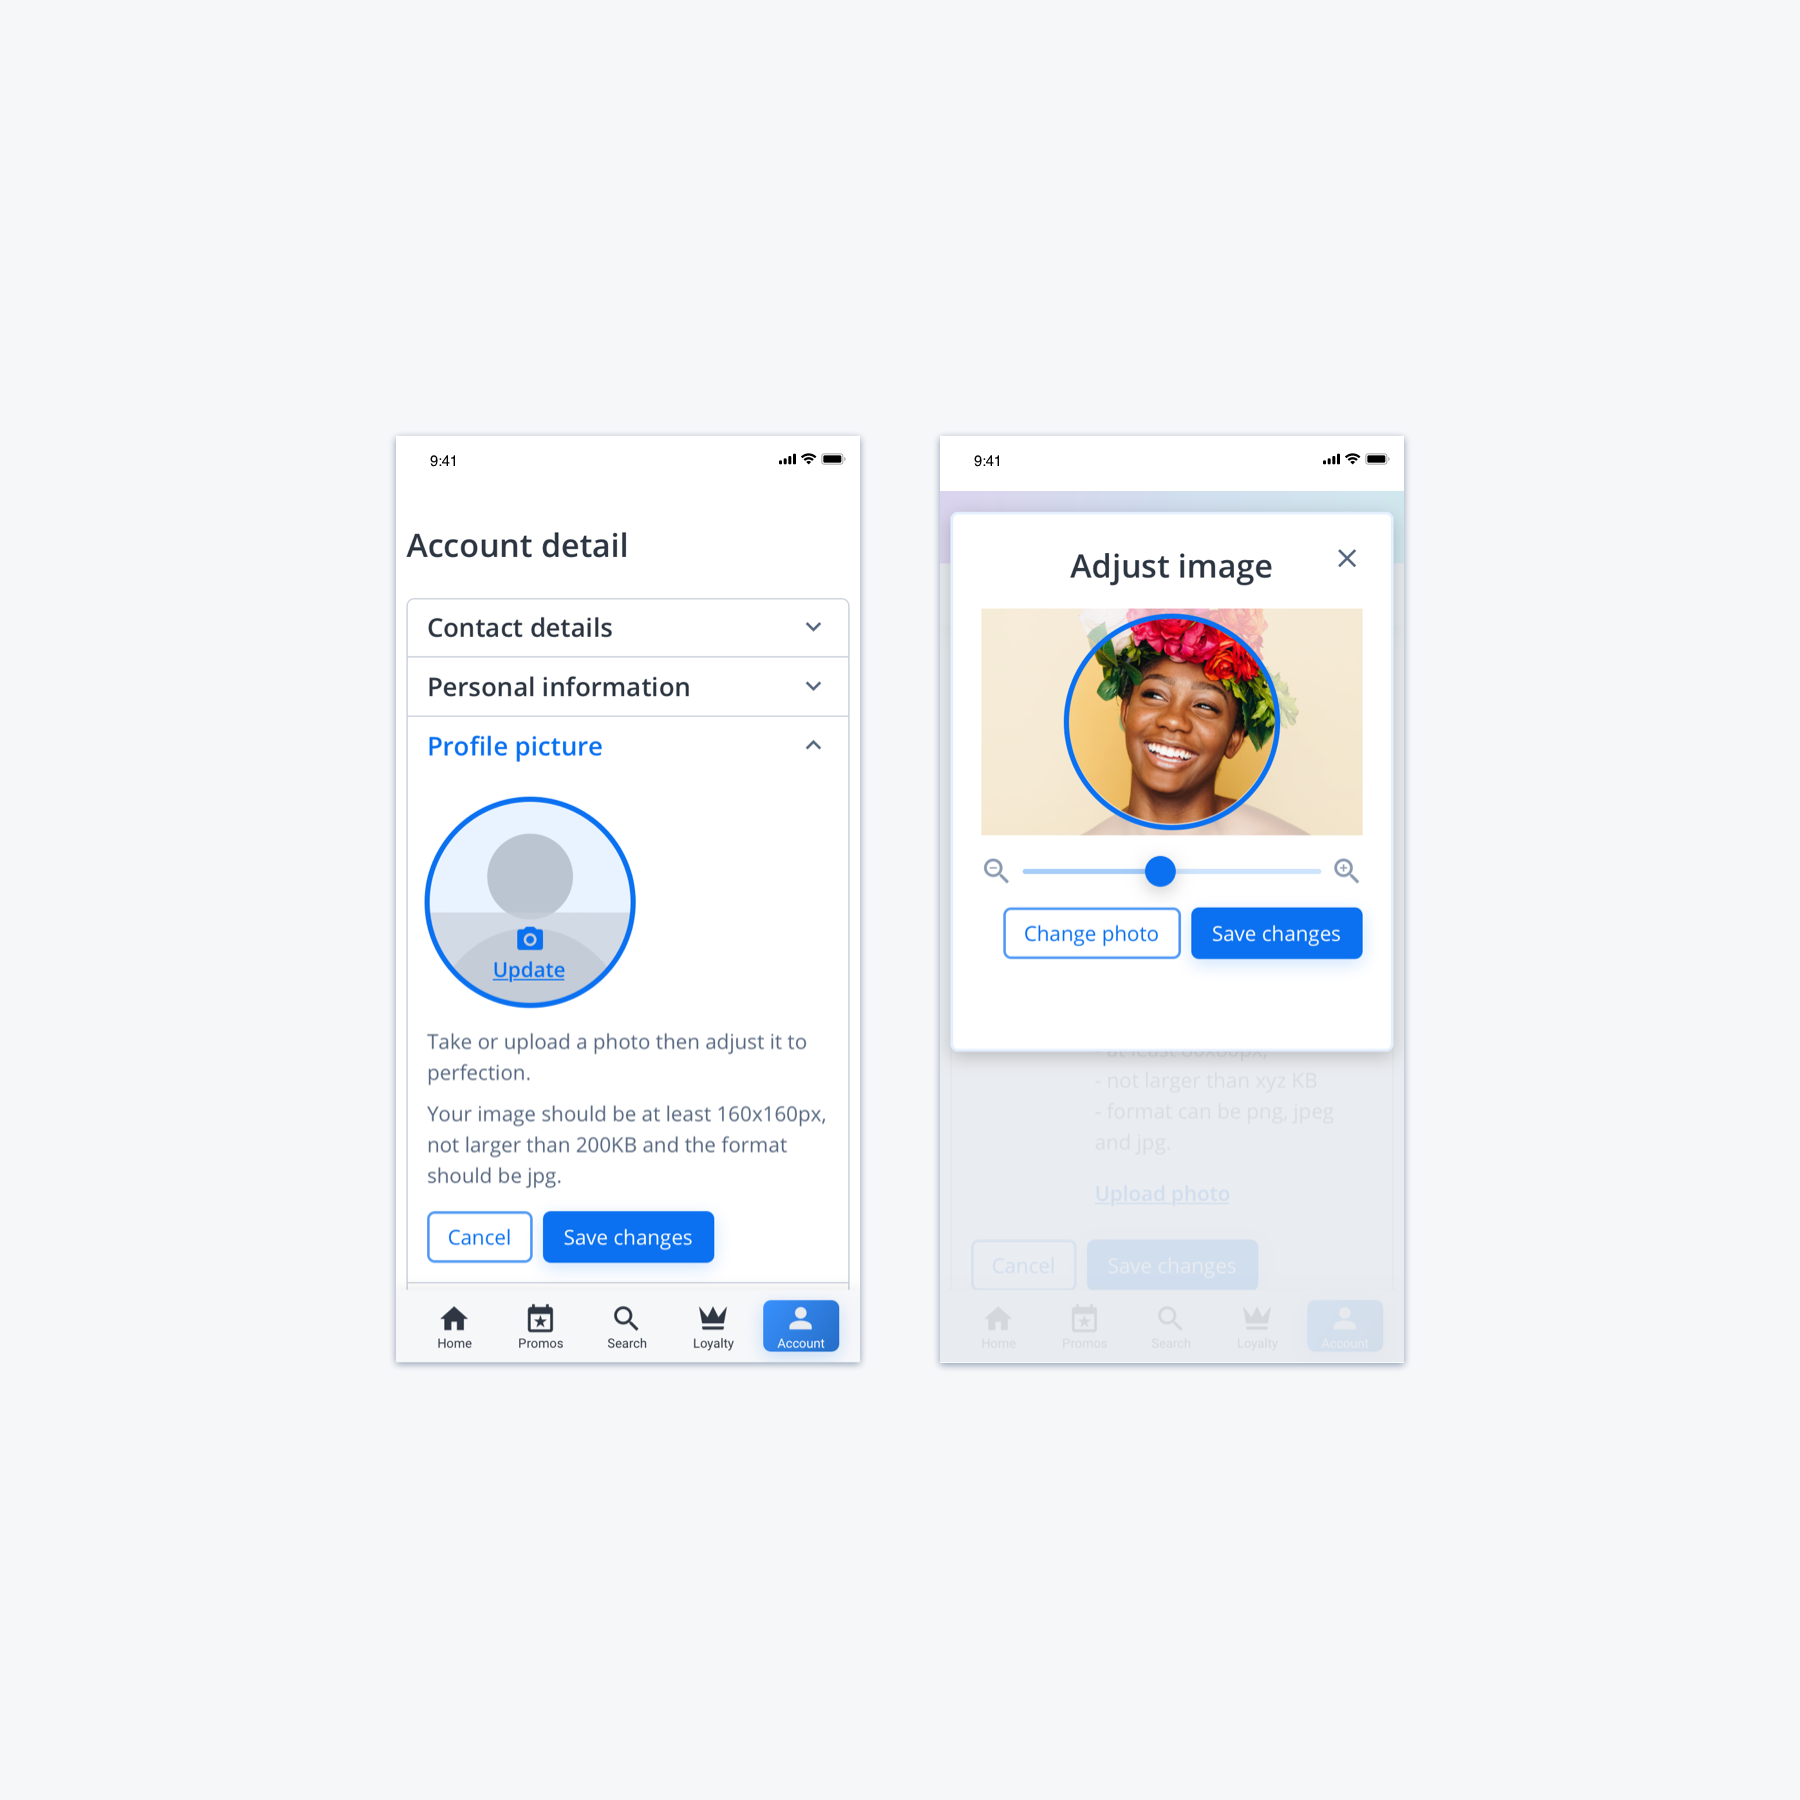 9:41
Account detail
Contact details
Personal information
Profile picture
Update
Take or upload a photo then adjust it to
perfection.
Your image should be at least 160x160px,
not larger than 200KB and the format
should be jpg.
Cancel
Save changes
Home
Promos
Search
Loyalty
Account
9:41
Adjust image
Change photo
Save changes
- not larger than xyz KB
- format can be png, jpeg
and jpg.
Upload photo
Cancel
Save changes
Home
Promos
Search
Loyalty
Account